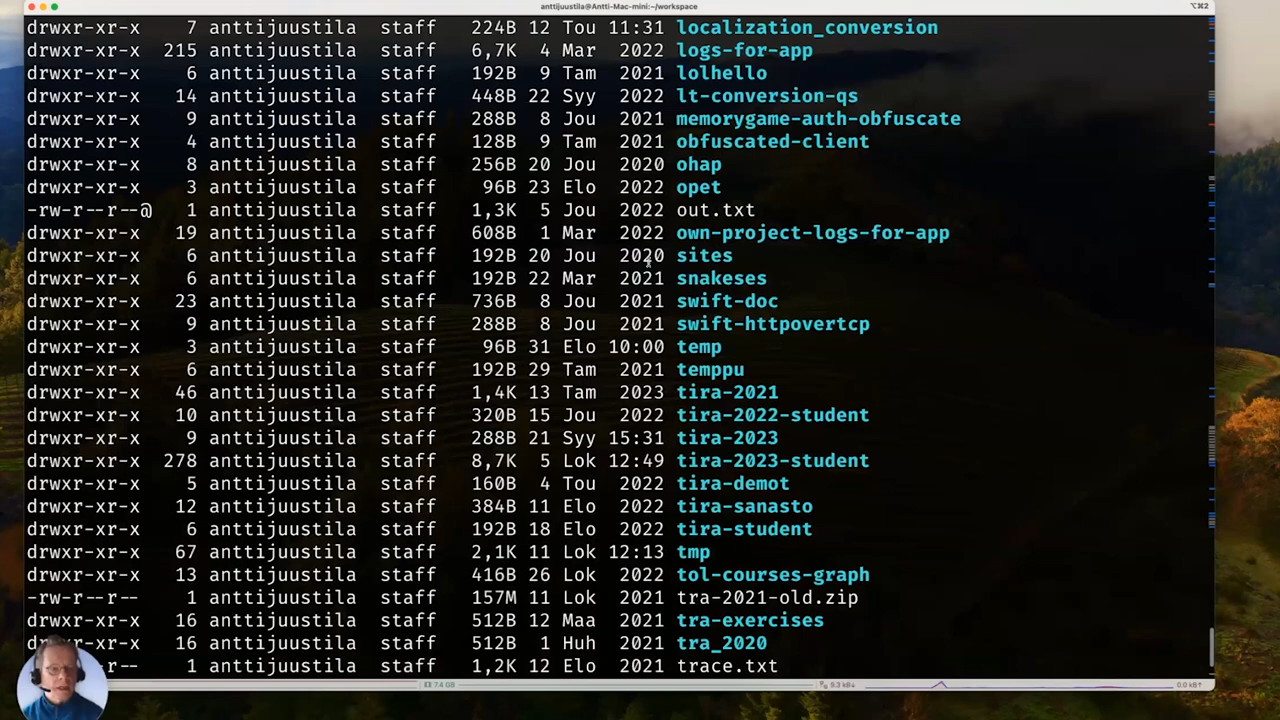 anttijuustila@Antti-Mac-mini:~/workspace
⌥⌘2
drwxr-xr-x 7 anttijuustila staff 224B 12 Tou 11:31 localization_conversion
drwxr-xr-x 215 anttijuustila staff 6,7K 4 Mar 2022 logs-for-app
drwxr-xr-x 6 anttijuustila staff 192B 9 Tam 2021 lolhello
drwxr-xr-x 14 anttijuustila staff 448B 22 Syy 2022 lt-conversion-qs
drwxr-xr-x 9 anttijuustila staff 288B 8 Jou 2021 memorygame-auth-obfuscate
drwxr-xr-x 4 anttijuustila staff 128B 9 Tam 2021 obfuscated-client
drwxr-xr-x 8 anttijuustila staff 256B 20 Jou 2020 ohap
drwxr-xr-x 3 anttijuustila staff 96B 23 Elo 2022 opet
-rw-r--r--@ 1 anttijuustila staff 1,3K 5 Jou 2022 out.txt
drwxr-xr-x 19 anttijuustila staff 608B 1 Mar 2022 own-project-logs-for-app
drwxr-xr-x 6 anttijuustila staff 192B 20 Jou 2020 sites
drwxr-xr-x 6 anttijuustila staff 192B 22 Mar 2021 snakeses
drwxr-xr-x 23 anttijuustila staff 736B 8 Jou 2021 swift-doc
drwxr-xr-x 9 anttijuustila staff 288B 8 Jou 2021 swift-httpovertcp
drwxr-xr-x 3 anttijuustila staff 96B 31 Elo 10:00 temp
drwxr-xr-x 6 anttijuustila staff 192B 29 Tam 2021 temppu
drwxr-xr-x 46 anttijuustila staff 1,4K 13 Tam 2023 tira-2021
drwxr-xr-x 10 anttijuustila staff 320B 15 Jou 2022 tira-2022-student
drwxr-xr-x 9 anttijuustila staff 288B 21 Syy 15:31 tira-2023
drwxr-xr-x 278 anttijuustila staff 8,7K 5 Lok 12:49 tira-2023-student
drwxr-xr-x 5 anttijuustila staff 160B 4 Tou 2022 tira-demot
drwxr-xr-x 12 anttijuustila staff 384B 11 Elo 2022 tira-sanasto
drwxr-xr-x 6 anttijuustila staff 192B 18 Elo 2022 tira-student
drwxr-xr-x 67 anttijuustila staff 2,1K 11 Lok 12:13 tmp
drwxr-xr-x 13 anttijuustila staff 416B 26 Lok 2022 tol-courses-graph
-rw-r--r-- 1 anttijuustila staff 157M 11 Lok 2021 tra-2021-old.zip
drwxr-xr-x 16 anttijuustila staff 512B 12 Maa 2021 tra-exercises
drwxr-xr-x 16 anttijuustila staff 512B 1 Huh 2021 tra_2020
r-- 1 anttijuustila staff 1,2K 12 Elo 2021 trace.txt
7.4 GB 9.3 kB↓ 0.0 kB↑